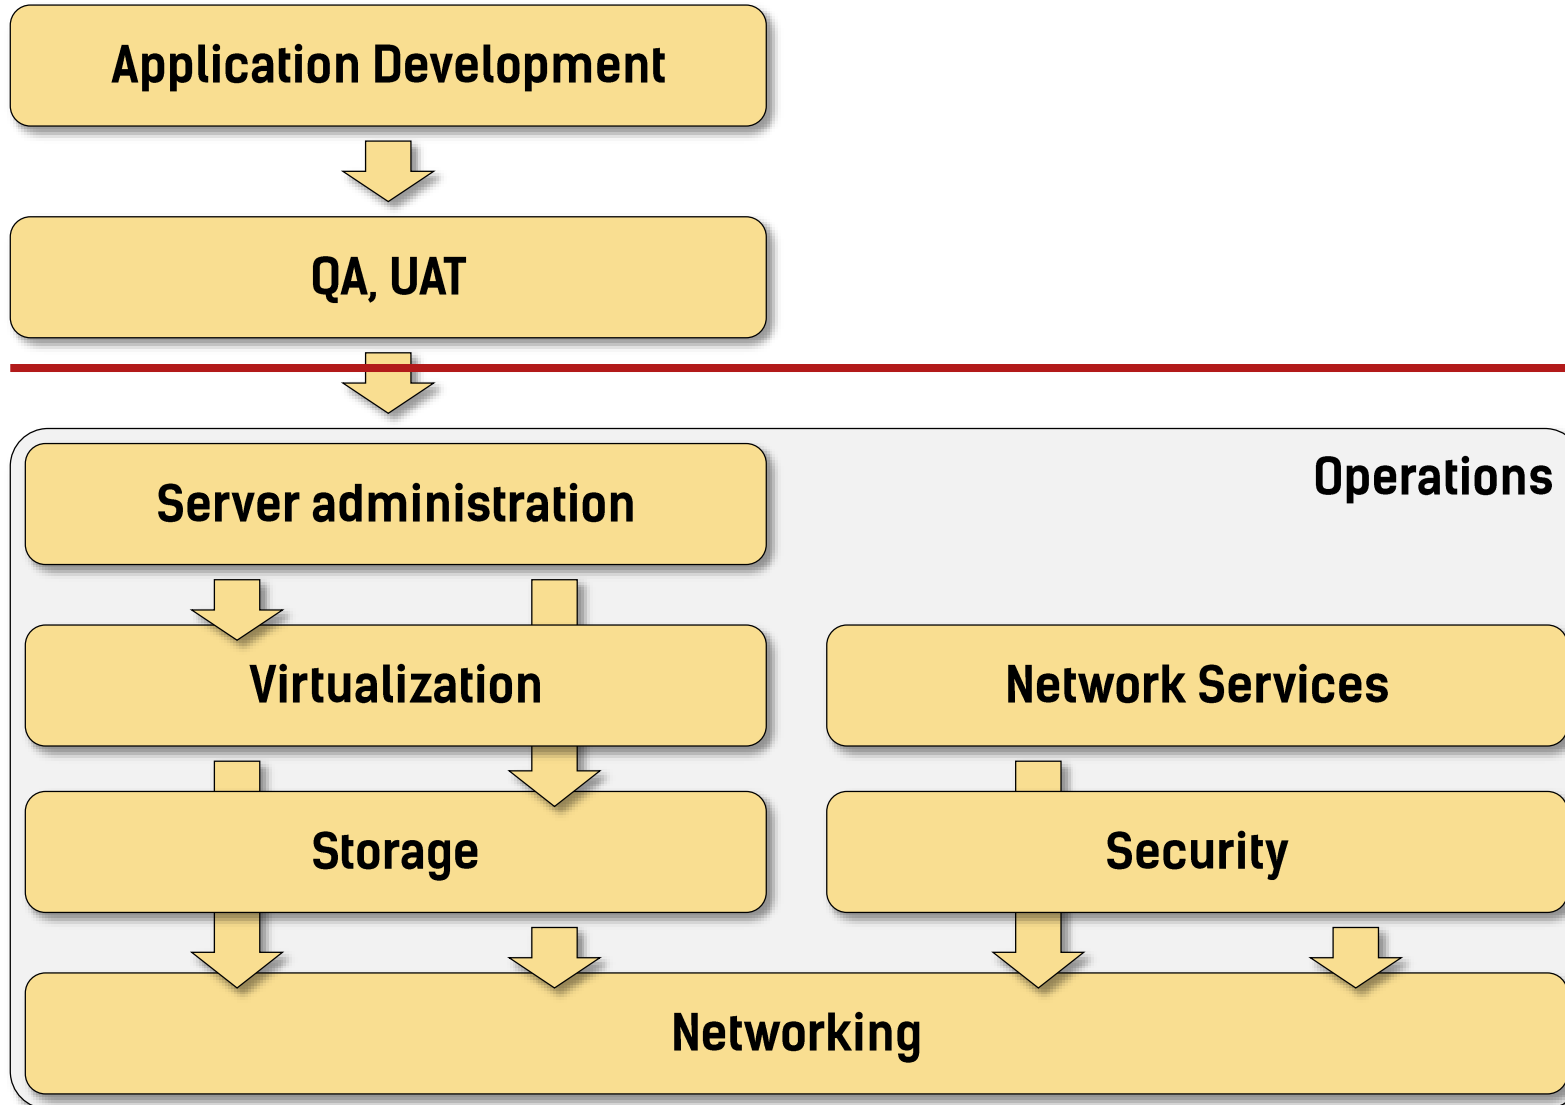 Application Development
QA, UAT
Operations
Server administration
Virtualization
Network Services
Storage
Security
Networking